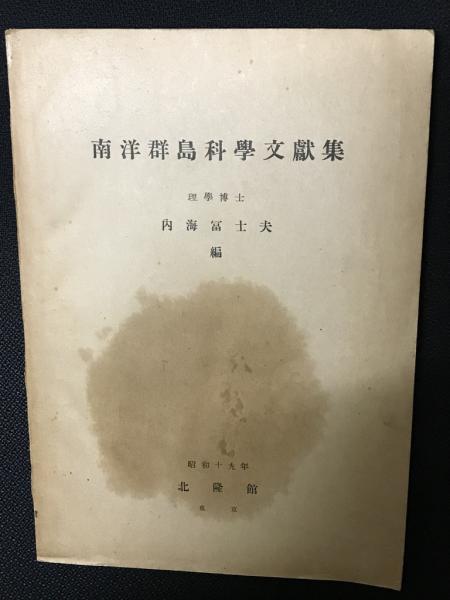 南洋群島科學文獻集
理學博士
內海冨士夫
編
昭和十九年
北隆館
東京